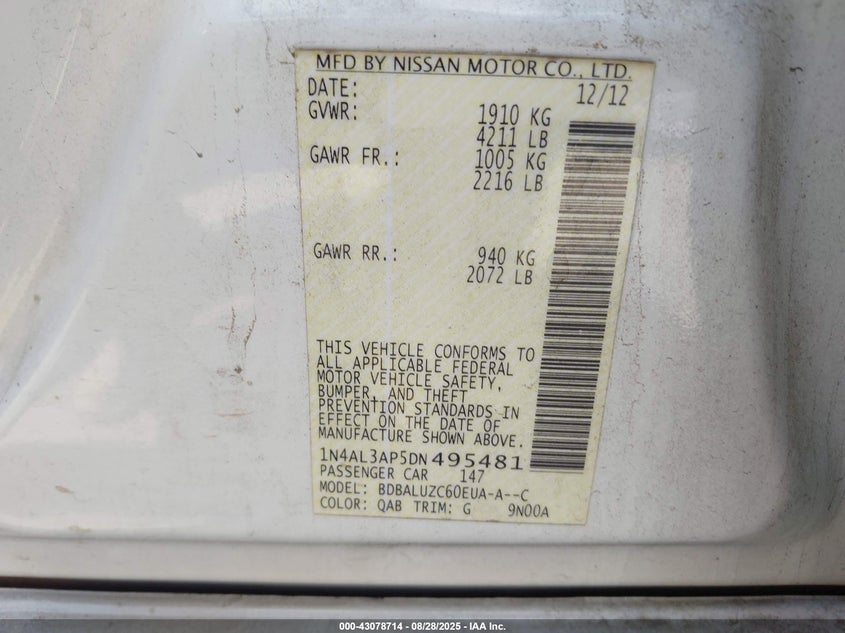 MFD BY NISSAN MOTOR CO., LTD.
DATE: 12/12
GVWR: 1910 KG
4211 LB
GAWR FR.: 1005 KG
2216 LB
GAWR RR.: 940 KG
2072 LB
THIS VEHICLE CONFORMS TO
ALL APPLICABLE FEDERAL
MOTOR VEHICLE SAFETY,
BUMPER, AND THEFT
PREVENTION STANDARDS IN
EFFECT ON THE DATE OF
MANUFACTURE SHOWN ABOVE.
1N4AL3AP5DN495481
PASSENGER CAR 147
MODEL: BDBALUZC60EUA-A--C
COLOR: QAB TRIM: G 9N00A
000-43078714 | 08/28/2025 - IAA Inc.